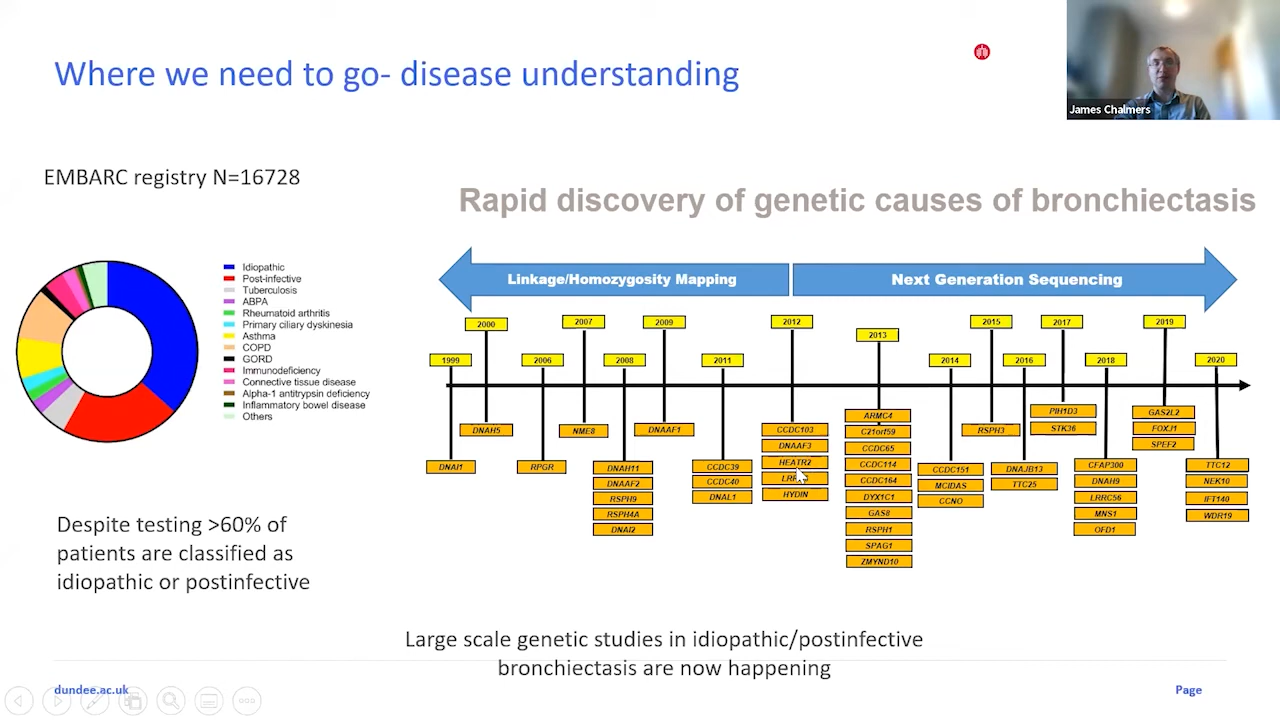 Where we need to go- disease understanding
James Chalmers
EMBARC registry N=16728
Rapid discovery of genetic causes of bronchiectasis
Linkage/Homozygosity Mapping
Next Generation Sequencing
Idiopathic
Post-infective
Tuberculosis
ABPA
Rheumatoid arthritis
Primary ciliary dyskinesia
Asthma
COPD
GORD
Immunodeficiency
Connective tissue disease
Alpha-1 antitrypsin deficiency
Inflammatory bowel disease
Others
1999
DNAI1
2000
DNAH5
2006
RPGR
2007
NME8
2008
DNAH11
DNAAF2
RSPH9
RSPH4A
DNAI2
2009
DNAAF1
2011
CCDC39
CCDC40
DNAL1
2012
CCDC103
DNAAF3
HEATR2
HYDIN
2013
ARMC4
C21orf59
CCDC65
CCDC114
CCDC164
DYX1C1
GAS8
RSPH1
SPAG1
ZMYND10
2014
CCDC151
MCIDAS
CCNO
2015
RSPH3
2016
DNAJB13
TTC25
2017
PIH1D3
STK36
2018
CFAP300
DNAH9
LRRC56
MNS1
OFD1
2019
GAS2L2
FOXJ1
SPEF2
2020
TTC12
NEK10
IFT140
WDR19
Despite testing >60% of
patients are classified as
idiopathic or postinfective
Large scale genetic studies in idiopathic/postinfective
bronchiectasis are now happening
dundee.ac.uk
Page